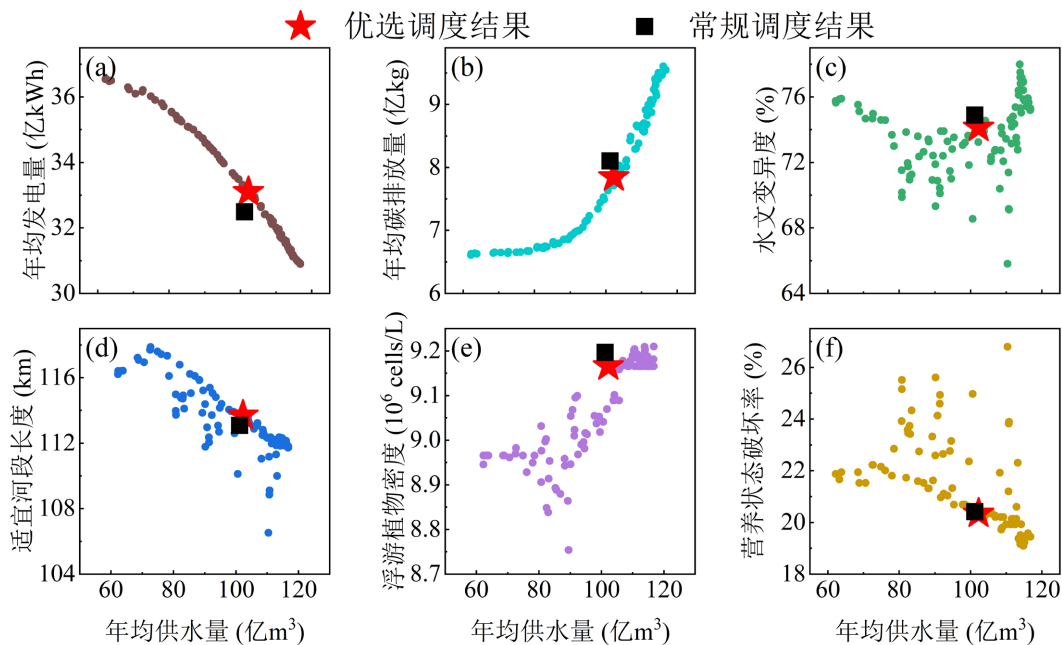 优选调度结果 常规调度结果
(a)
年均发电量 (亿kWh)
36
33
32
30
(b)
年均碳排放量 (亿kg)
9
8
7
6
(c)
水文变异度 (%)
76
72
68
64
(d)
适宜河段长度 (km)
116
112
108
104
60 80 100 120
年均供水量 (亿m³)
(e)
浮游植物密度 (10⁶ cells/L)
9.2
9.1
9.0
8.9
8.8
8.7
60 80 100 120
年均供水量 (亿m³)
(f)
营养状态破坏率 (%)
26
24
22
20
18
60 80 100 120
年均供水量 (亿m³)